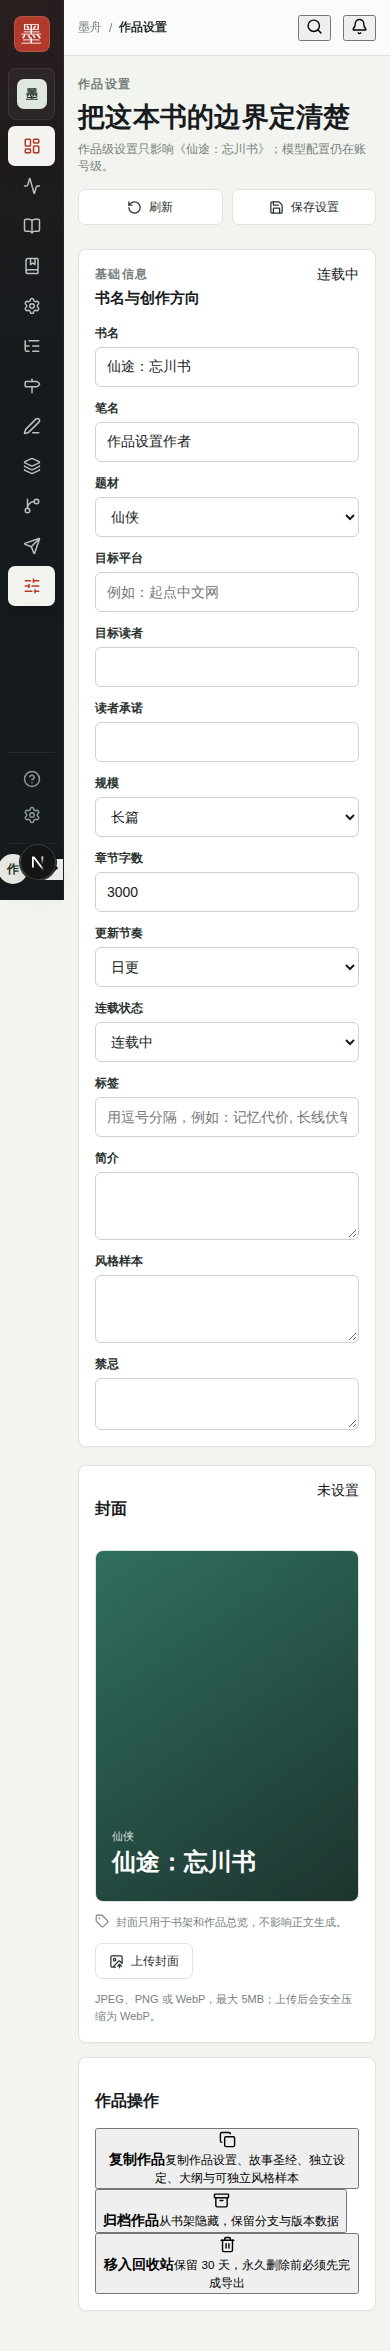 墨
墨舟 / 作品设置
墨
作品设置
把这本书的边界定清楚
作品级设置只影响《仙途：忘川书》；模型配置仍在账
号级。
刷新
保存设置
基础信息
连载中
书名与创作方向
书名
仙途：忘川书
笔名
作品设置作者
题材
仙侠
目标平台
例如：起点中文网
目标读者
读者承诺
规模
长篇
章节字数
3000
更新节奏
日更
连载状态
连载中
标签
用逗号分隔，例如：记忆代价, 长线伏笔
简介
风格样本
禁忌
作
N
未设置
封面
仙侠
仙途：忘川书
封面只用于书架和作品总览，不影响正文生成。
上传封面
JPEG、PNG 或 WebP，最大 5MB；上传后会安全压
缩为 WebP。
作品操作
复制作品复制作品设置、故事圣经、独立设
定、大纲与可独立风格样本
归档作品从书架隐藏，保留分支与版本数据
移入回收站保留 30 天，永久删除前必须先完
成导出